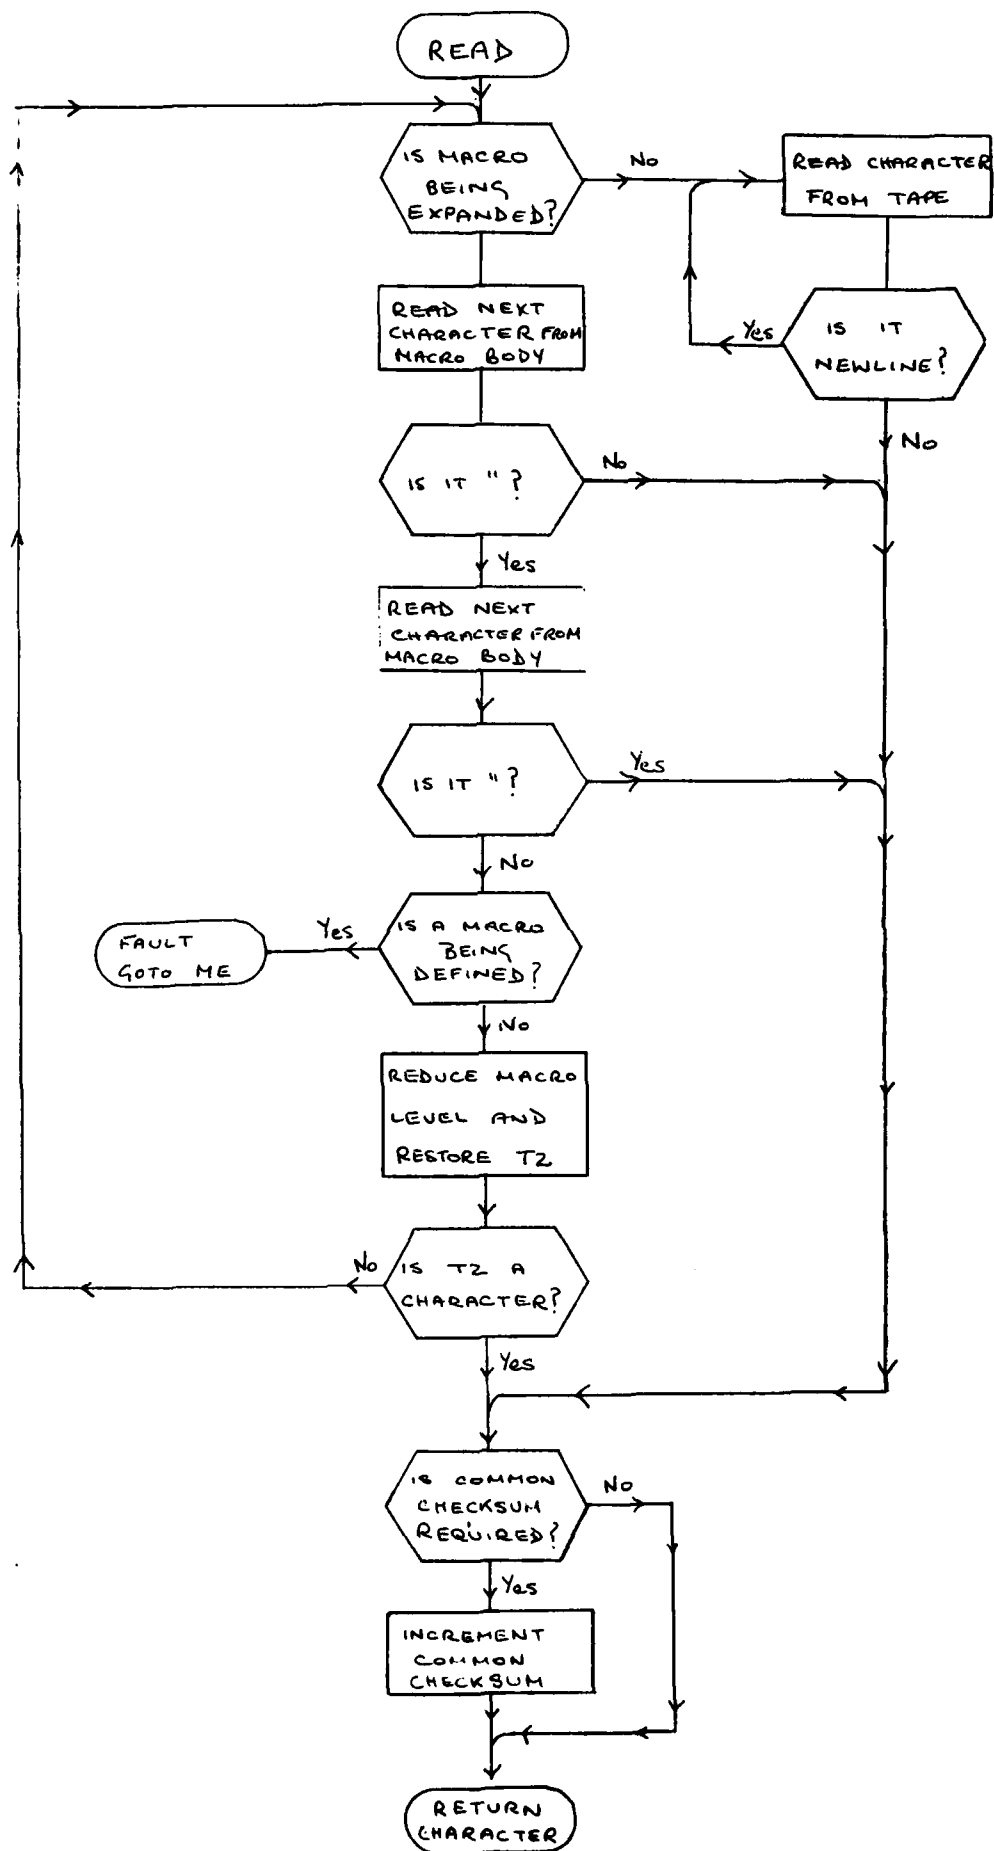 READ
IS MACRO
BEING
EXPANDED?
No
READ CHARACTER
FROM TAPE
READ NEXT
CHARACTER FROM
MACRO BODY
Yes
IS IT
NEWLINE?
No
IS IT " ?
No
Yes
READ NEXT
CHARACTER FROM
MACRO BODY
IS IT " ?
Yes
No
IS A MACRO
BEING
DEFINED?
Yes
FAULT
GOTO ME
No
REDUCE MACRO
LEVEL AND
RESTORE T2
IS T2 A
CHARACTER?
No
Yes
IS COMMON
CHECKSUM
REQUIRED?
No
Yes
INCREMENT
COMMON
CHECKSUM
RETURN
CHARACTER